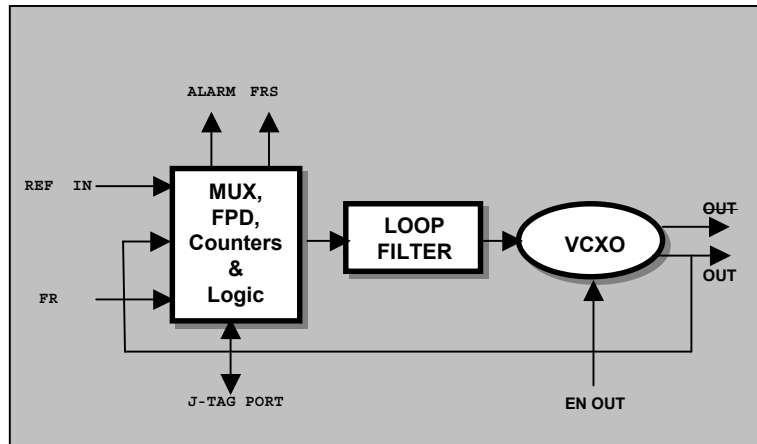 ALARM FRS
REF IN
MUX,
FPD,
Counters
&
Logic
LOOP
FILTER
VCXO
OUT
OUT
FR
J-TAG PORT
EN OUT